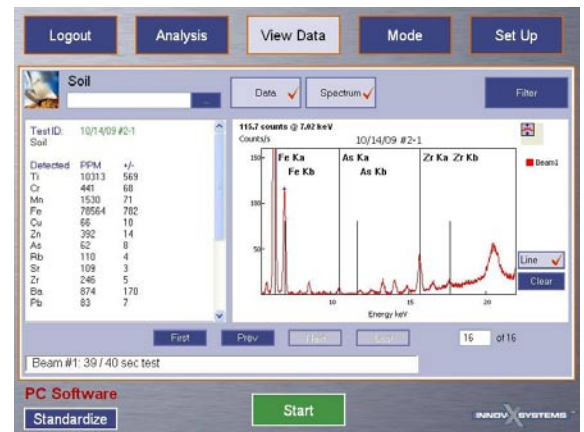 Logout Analysis View Data Mode Set Up
Soil
... Data Spectrum Filter
Test ID: 10/14/09 #2-1
Soil
Detected PPM +/-
Ti 10313 569
Cr 441 68
Mn 1530 71
Fe 78564 782
Cu 66 10
Zn 392 14
As 62 8
Rb 110 4
Sr 109 3
Zr 246 5
Ba 874 170
Pb 83 7
115.7 counts @ 7.02 keV
Counts/s 10/14/09 #2-1
150- Fe Ka As Ka Zr Ka Zr Kb Beam1
Fe Kb As Kb
100-
50-
Line
Clear
10 15 20
Energy keV
First Prev Next Last 16 of 16
Beam #1: 39 / 40 sec test
PC Software
Standardize Start INNOVXSYSTEMS